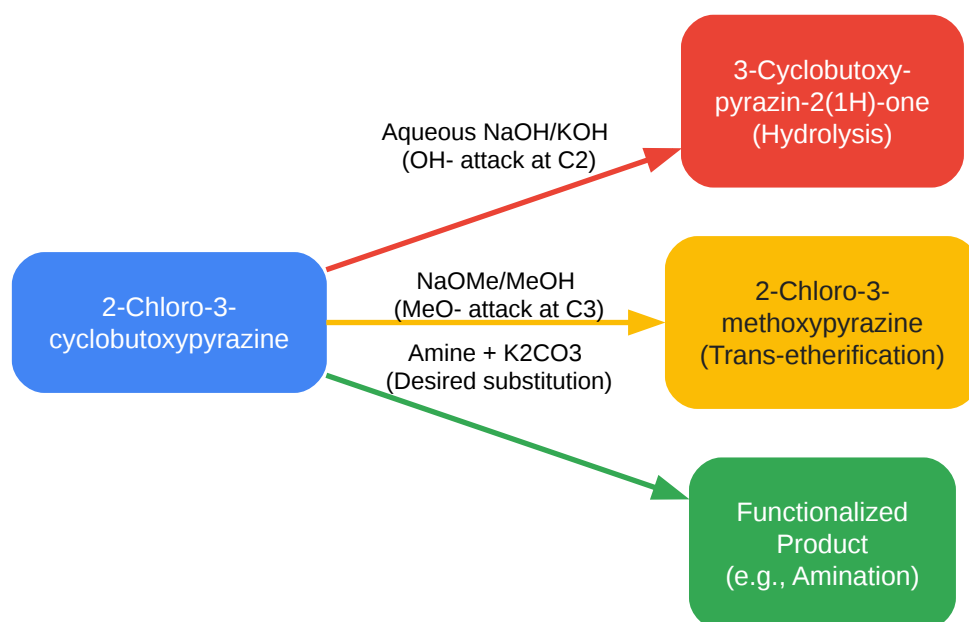 3-Cyclobutoxy-
pyrazin-2(1H)-one
(Hydrolysis)
Aqueous NaOH/KOH
(OH- attack at C2)
2-Chloro-3-
cyclobutoxypyrazine
NaOMe/MeOH
(MeO- attack at C3)
2-Chloro-3-
methoxypyrazine
(Trans-etherification)
Amine + K2CO3
(Desired substitution)
Functionalized
Product
(e.g., Amination)